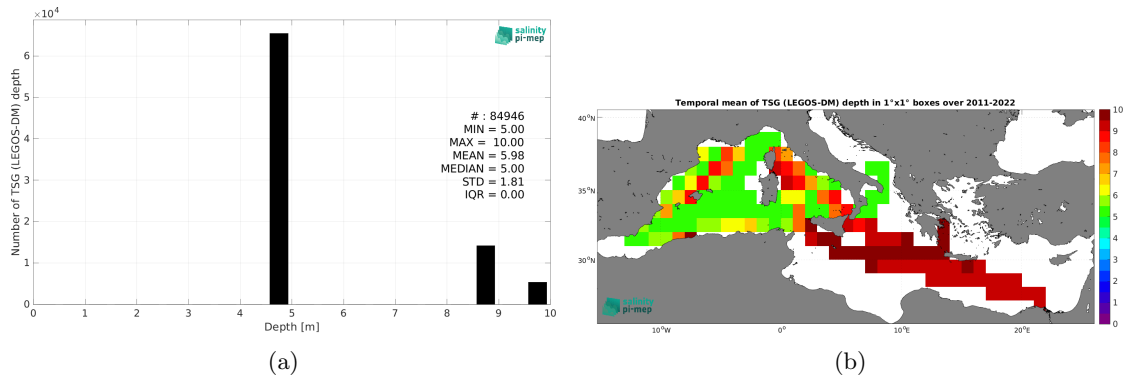 ×10⁴
salinity
pi-mep
Number of TSG (LEGOS-DM) depth
6
5
4
3
2
1
0
# : 84946
MIN = 5.00
MAX = 10.00
MEAN = 5.98
MEDIAN = 5.00
STD = 1.81
IQR = 0.00
0 1 2 3 4 5 6 7 8 9 10
Depth [m]
(a)
Temporal mean of TSG (LEGOS-DM) depth in 1°x1° boxes over 2011-2022
40°N
35°N
30°N
10°W 0° 10°E 20°E
10
9
8
7
6
5
4
3
2
1
0
salinity
pi-mep
(b)